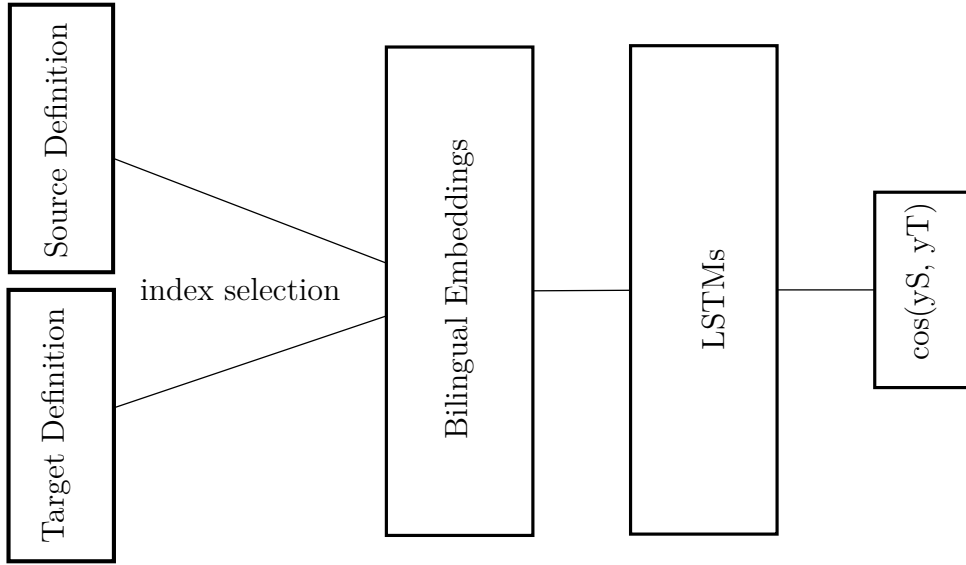 Source Definition
Target Definition
index selection
Bilingual Embeddings
LSTMs
cos(yS, yT)